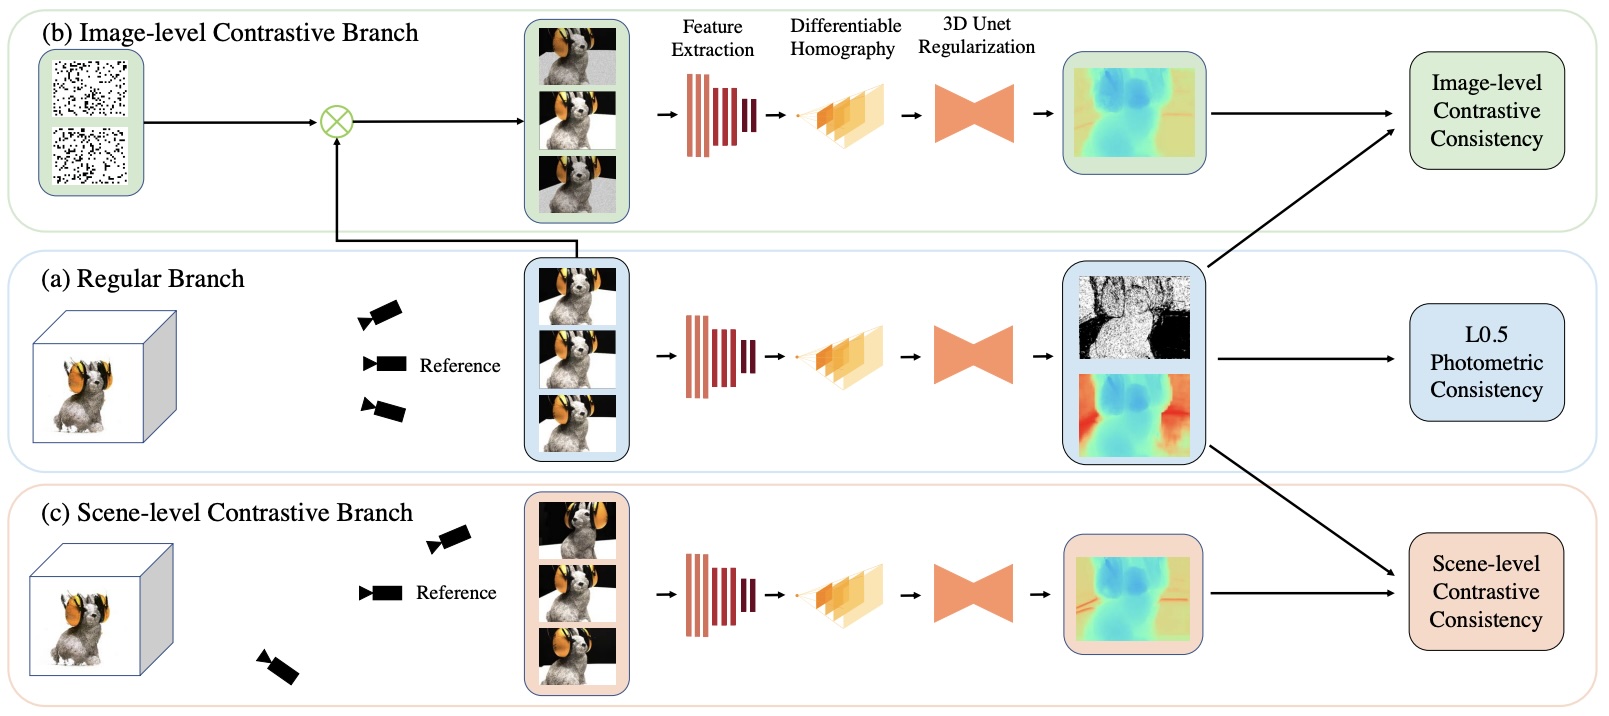 (b) Image-level Contrastive Branch
Feature
Extraction
Differentiable
Homography
3D Unet
Regularization
Image-level
Contrastive
Consistency
(a) Regular Branch
Reference
L0.5
Photometric
Consistency
(c) Scene-level Contrastive Branch
Reference
Scene-level
Contrastive
Consistency